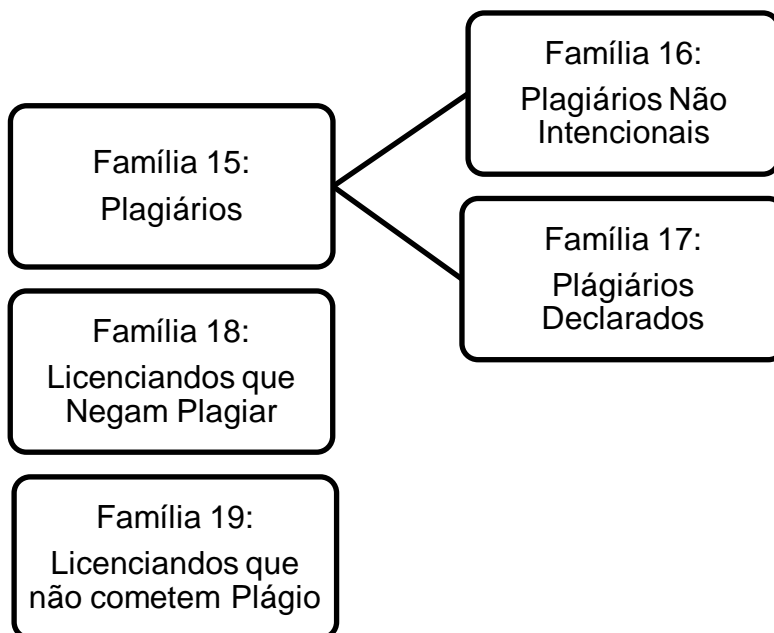 Família 15:
Plagiários
Família 16:
Plagiários Não
Intencionais
Família 17:
Plágiários
Declarados
Família 18:
Licenciandos que
Negam Plagiar
Família 19:
Licenciandos que
não cometem Plágio